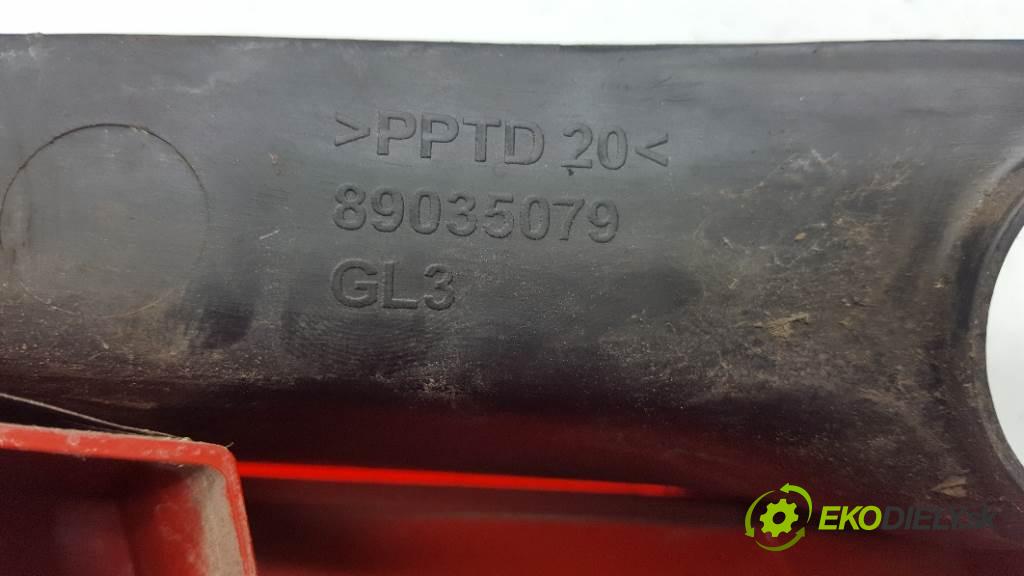 >PPTD 20<
89035079
GL3
EKODIELY.SK